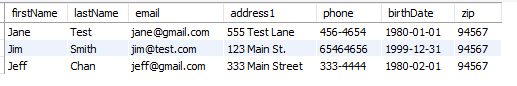 firstName lastName email address1 phone birthDate zip
Jane Test jane@gmail.com 555 Test Lane 456-4654 1980-01-01 94567
Jim Smith jim@test.com 123 Main St. 65464656 1999-12-31 94567
Jeff Chan jeff@gmail.com 333 Main Street 333-4444 1980-02-01 94567